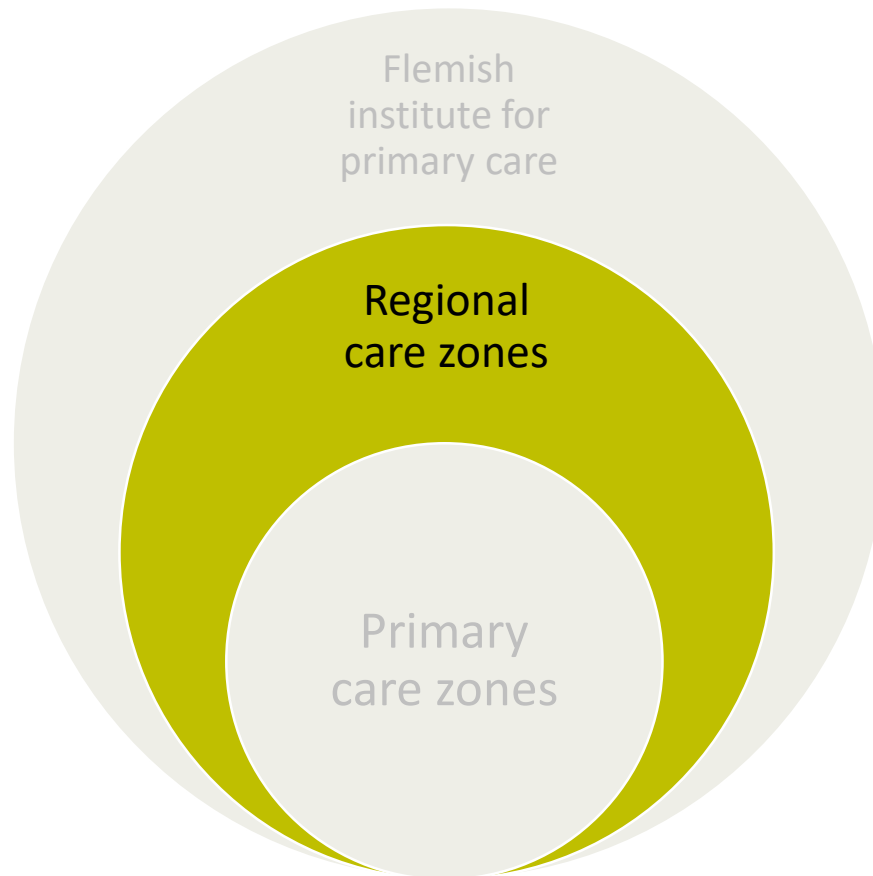 Flemish
institute for
primary care
Regional
care zones
Primary
care zones